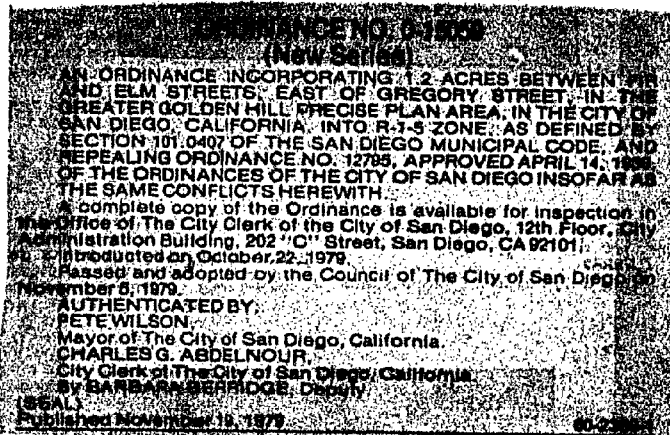 ORDINANCE NO. O-15059
(New Series)
AN ORDINANCE INCORPORATING 1.2 ACRES BETWEEN FIR
AND ELM STREETS, EAST OF GREGORY STREET, IN THE
GREATER GOLDEN HILL PRECISE PLAN AREA, IN THE CITY OF
SAN DIEGO, CALIFORNIA, INTO R-1-5 ZONE, AS DEFINED BY
SECTION 101.0407 OF THE SAN DIEGO MUNICIPAL CODE, AND
REPEALING ORDINANCE NO. 12795, APPROVED APRIL 14,
OF THE ORDINANCES OF THE CITY OF SAN DIEGO INSOFAR AS
THE SAME CONFLICTS HEREWITH.
A complete copy of the Ordinance is available for inspection in
the Office of The City Clerk of the City of San Diego, 12th Floor, City
Administration Building, 202 "C" Street, San Diego, CA 92101.
Introducted on October 22, 1979.
Passed and adopted by the Council of The City of San Diego on
November 5, 1979.
AUTHENTICATED BY:
PETE WILSON,
Mayor of The City of San Diego, California.
CHARLES G. ABDELNOUR,
City Clerk of The City of San Diego, California.
By BARBARA BERRIDGE, Deputy
(SEAL)
Published November 19, 1979